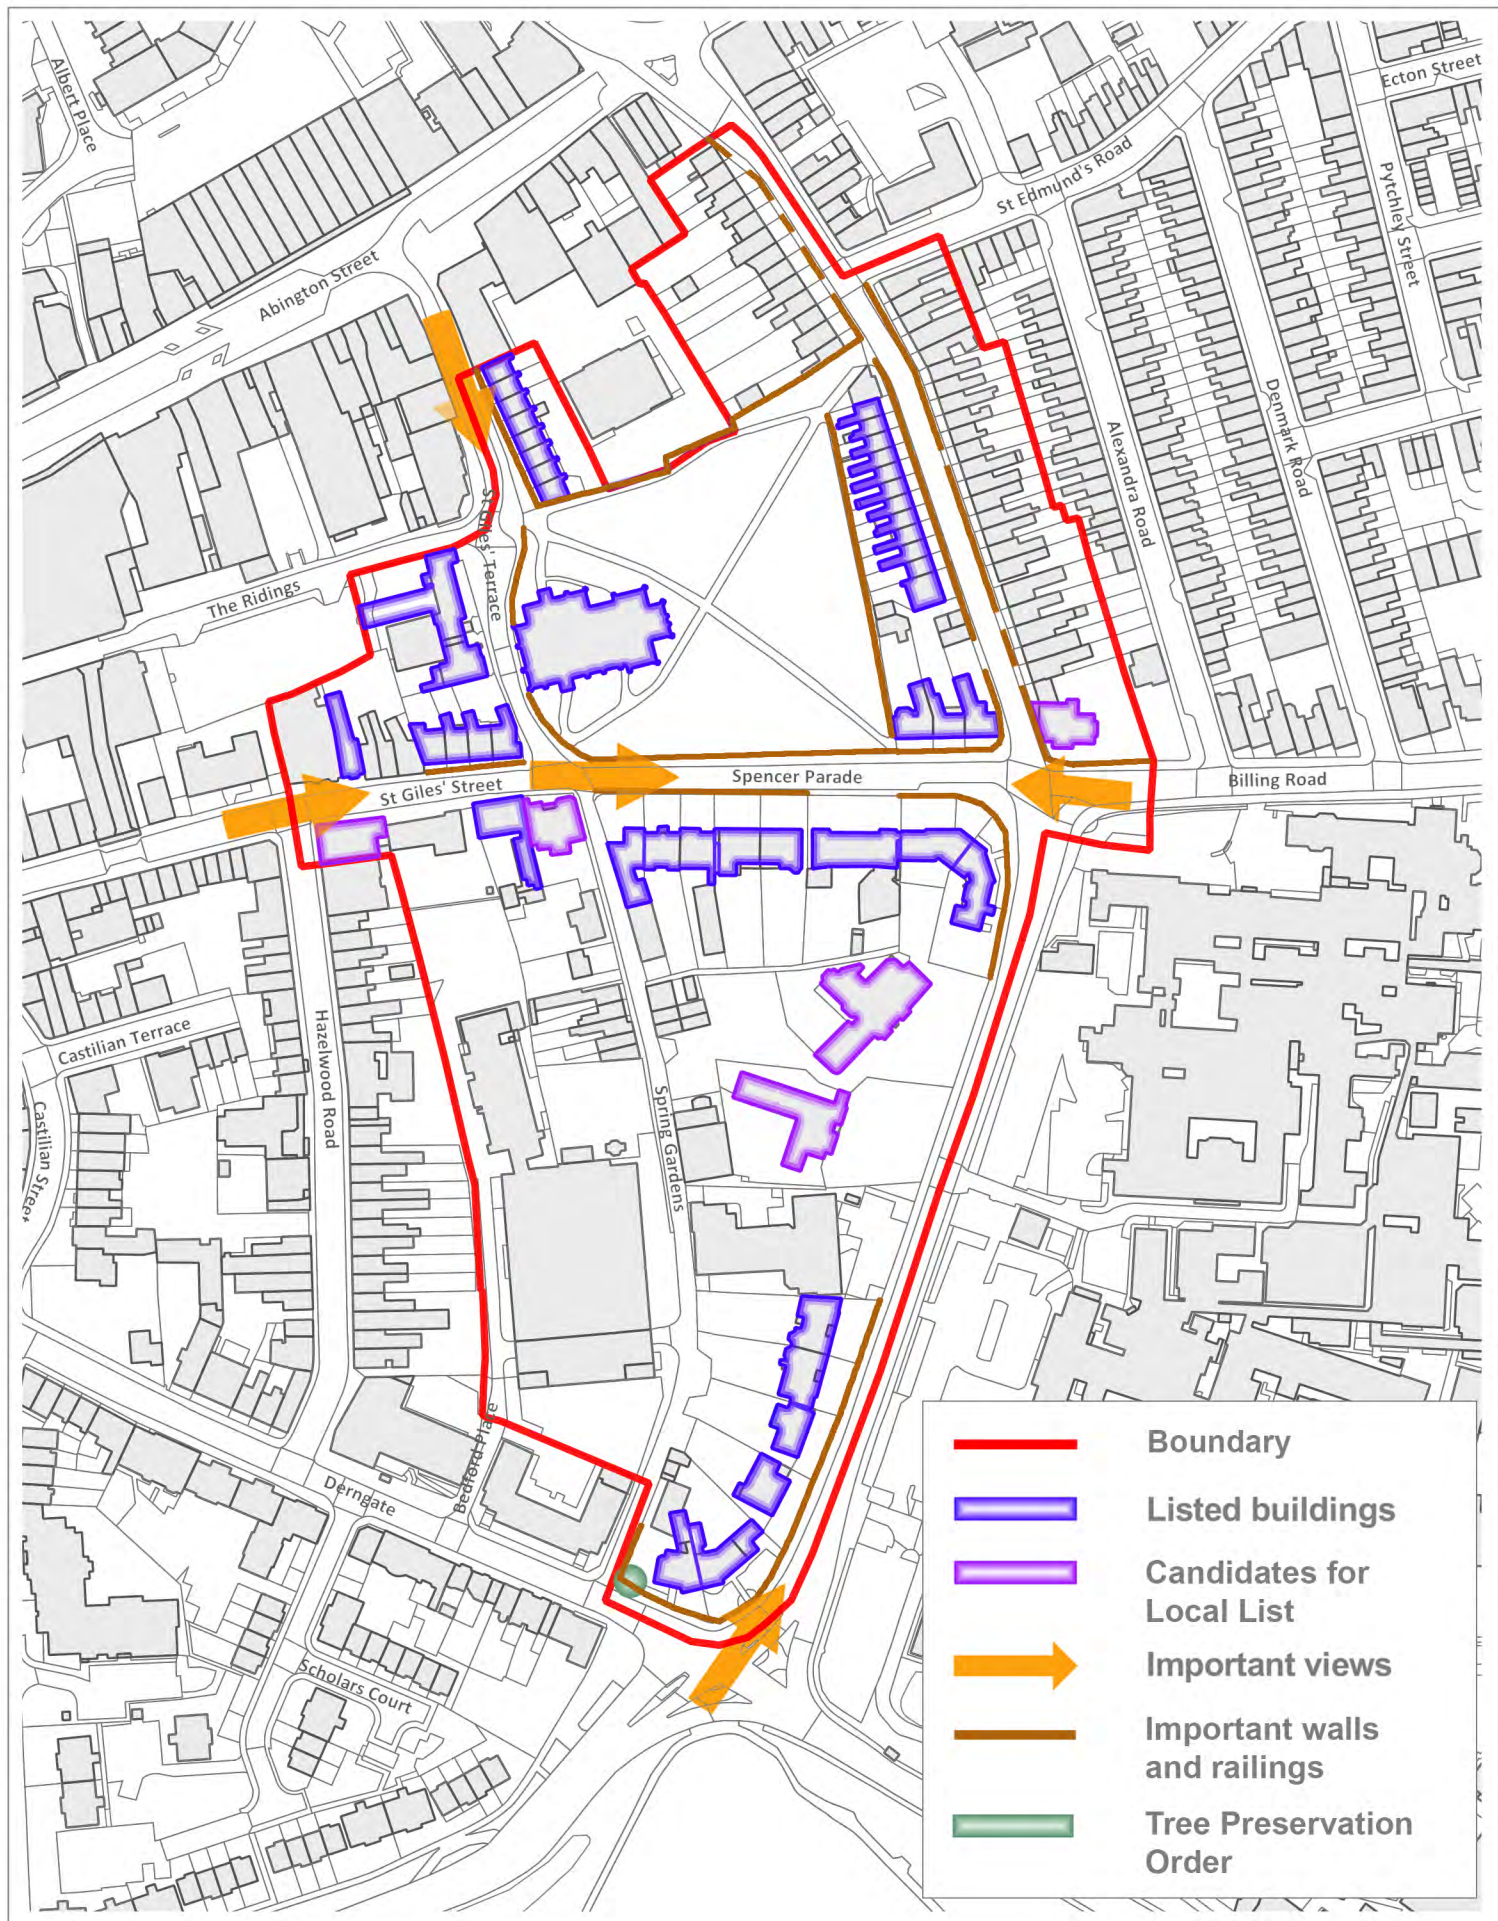 Albert Place
Ecton Street
St Edmund's Road
Pytchley Street
Abington Street
Denmark Road
Alexandra Road
St Giles' Terrace
The Ridings
Spencer Parade
Billing Road
St Giles' Street
Castilian Terrace
Hazelwood Road
Castilian Street
Spring Gardens
Bedford Place
Derngate
Scholars Court
Boundary
Listed buildings
Candidates for
Local List
Important views
Important walls
and railings
Tree Preservation
Order